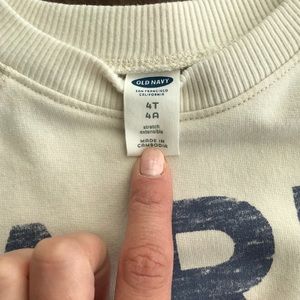 OLD NAVY
SAN FRANCISCO
CALIFORNIA
4T
4A
stretch
extensible
MADE IN
CAMBODIA